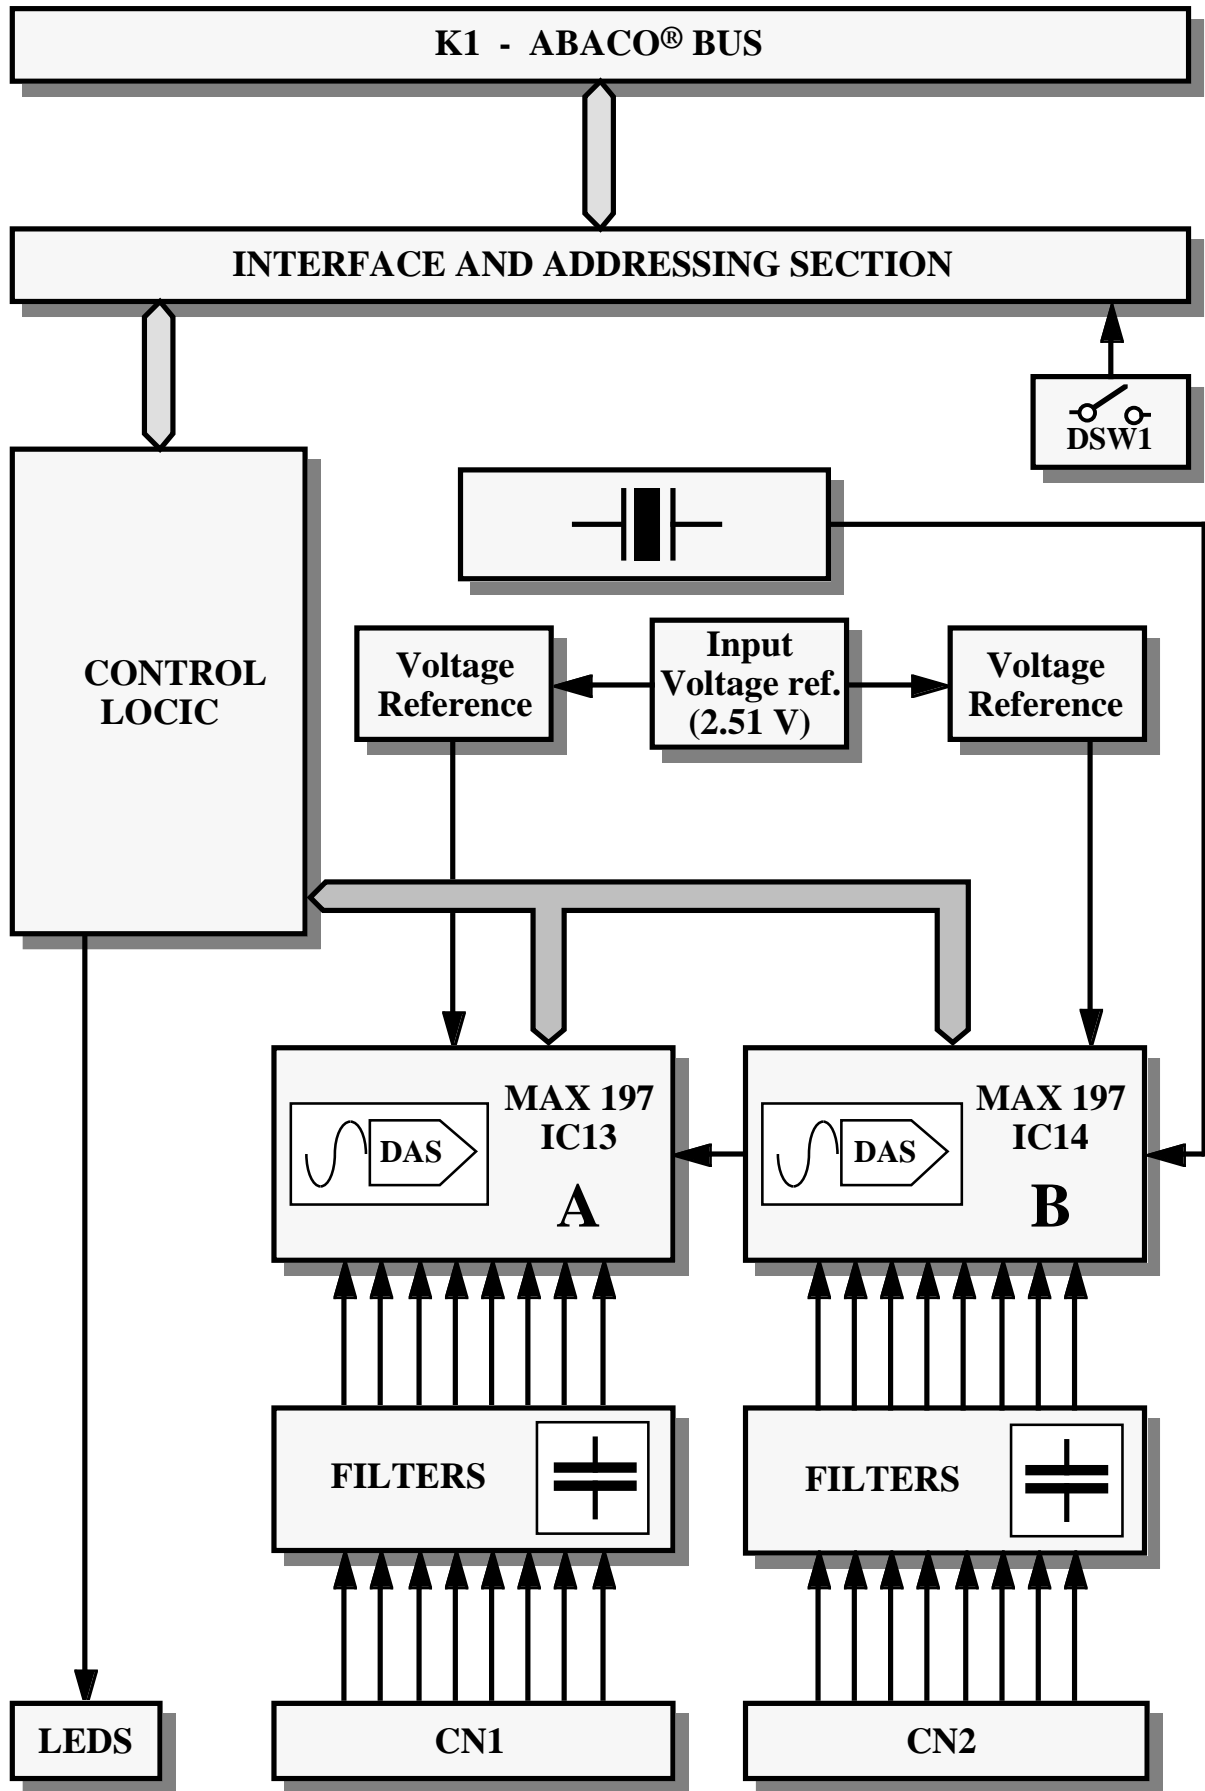 K1 - ABACO® BUS
INTERFACE AND ADDRESSING SECTION
DSW1
CONTROL
LOCIC
Voltage
Reference
Input
Voltage ref.
(2.51 V)
Voltage
Reference
MAX 197
IC13
DAS
A
MAX 197
IC14
DAS
B
FILTERS
FILTERS
LEDS
CN1
CN2